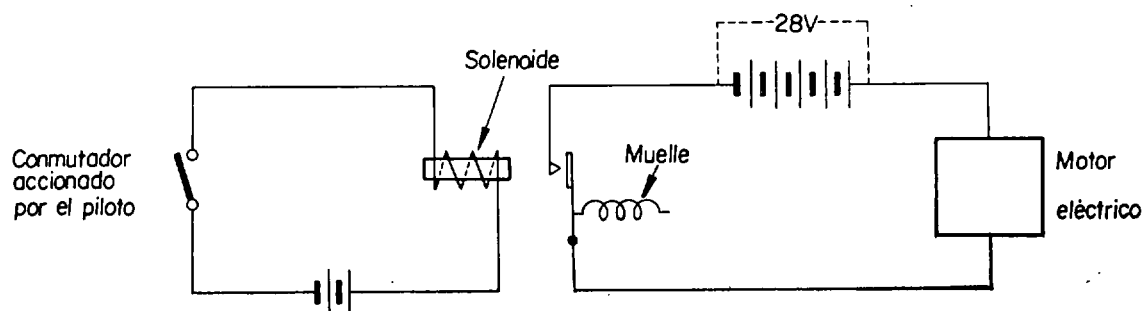 28V
Solenoide
Conmutador
accionado
por el piloto
Muelle
Motor
eléctrico